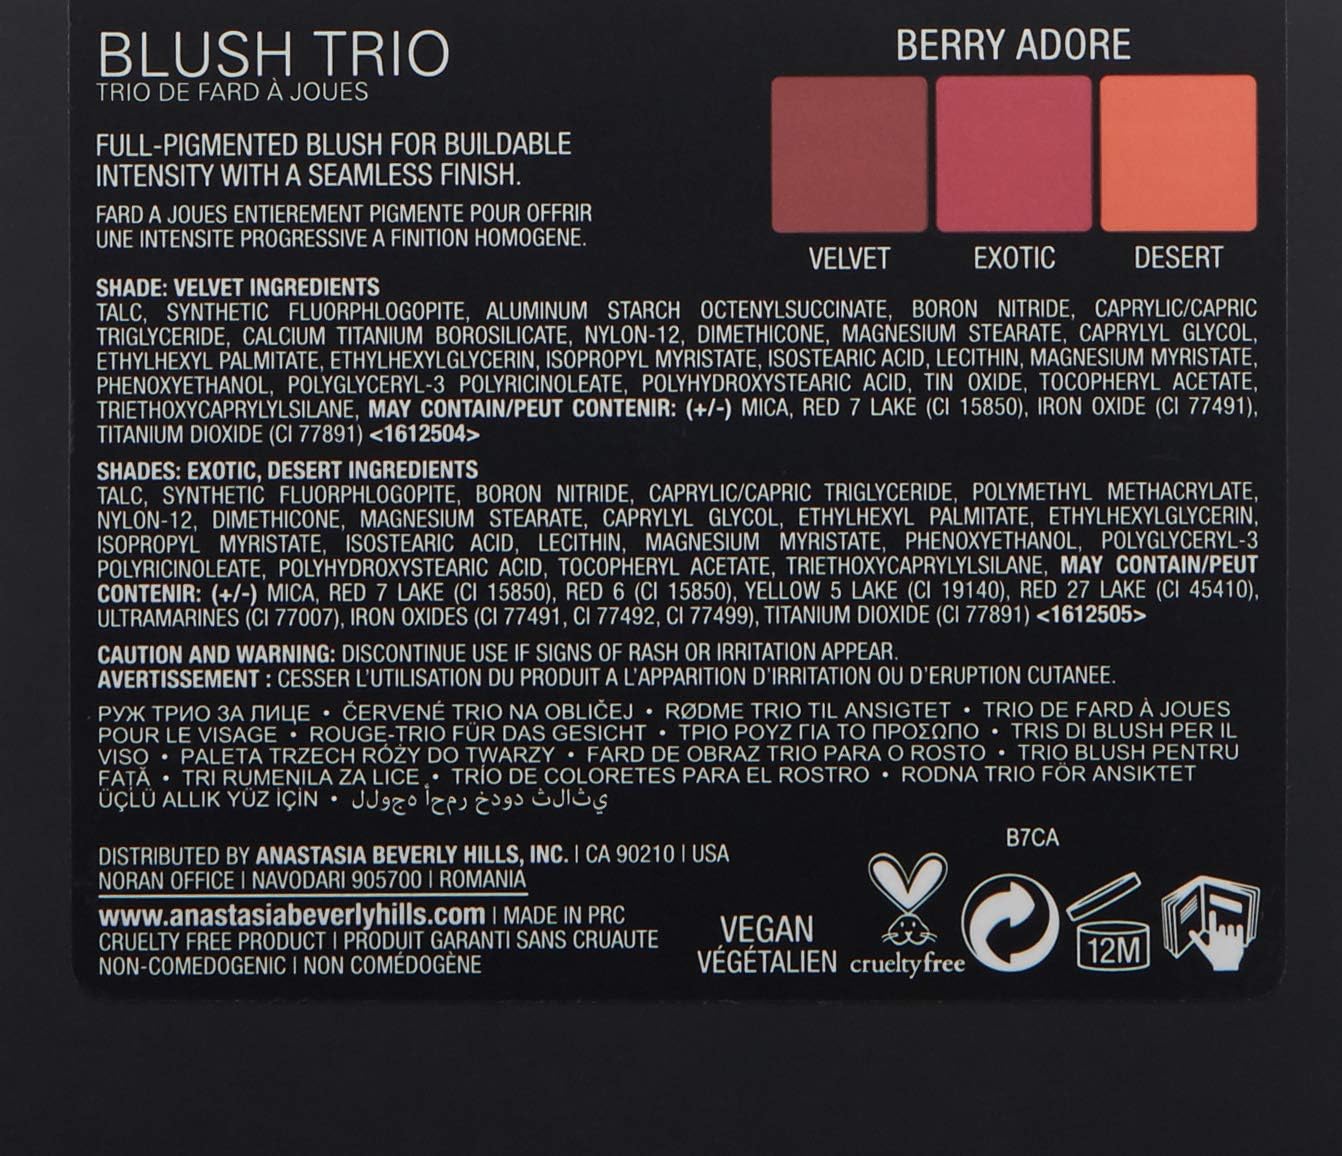 BLUSH TRIO
TRIO DE FARD À JOUES
FULL-PIGMENTED BLUSH FOR BUILDABLE
INTENSITY WITH A SEAMLESS FINISH.
FARD A JOUES ENTIEREMENT PIGMENTE POUR OFFRIR
UNE INTENSITE PROGRESSIVE A FINITION HOMOGENE.
BERRY ADORE
VELVET EXOTIC DESERT
SHADE: VELVET INGREDIENTS
TALC, SYNTHETIC FLUORPHLOGOPITE, ALUMINUM STARCH OCTENYLSUCCINATE, BORON NITRIDE, CAPRYLIC/CAPRIC
TRIGLYCERIDE, CALCIUM TITANIUM BOROSILICATE, NYLON-12, DIMETHICONE, MAGNESIUM STEARATE, CAPRYLYL GLYCOL,
ETHYLHEXYL PALMITATE, ETHYLHEXYLGLYCERIN, ISOPROPYL MYRISTATE, ISOSTEARIC ACID, LECITHIN, MAGNESIUM MYRISTATE,
PHENOXYETHANOL, POLYGLYCERYL-3 POLYRICINOLEATE, POLYHYDROXYSTEARIC ACID, TIN OXIDE, TOCOPHERYL ACETATE,
TRIETHOXYCAPRYLYLSILANE, MAY CONTAIN/PEUT CONTENIR: (+/-) MICA, RED 7 LAKE (CI 15850), IRON OXIDE (CI 77491),
TITANIUM DIOXIDE (CI 77891) <1612504>
SHADES: EXOTIC, DESERT INGREDIENTS
TALC, SYNTHETIC FLUORPHLOGOPITE, BORON NITRIDE, CAPRYLIC/CAPRIC TRIGLYCERIDE, POLYMETHYL METHACRYLATE,
NYLON-12, DIMETHICONE, MAGNESIUM STEARATE, CAPRYLYL GLYCOL, ETHYLHEXYL PALMITATE, ETHYLHEXYLGLYCERIN,
ISOPROPYL MYRISTATE, ISOSTEARIC ACID, LECITHIN, MAGNESIUM MYRISTATE, PHENOXYETHANOL, POLYGLYCERYL-3
POLYRICINOLEATE, POLYHYDROXYSTEARIC ACID, TOCOPHERYL ACETATE, TRIETHOXYCAPRYLYLSILANE, MAY CONTAIN/PEUT
CONTENIR: (+/-) MICA, RED 7 LAKE (CI 15850), RED 6 (CI 15850), YELLOW 5 LAKE (CI 19140), RED 27 LAKE (CI 45410),
ULTRAMARINES (CI 77007), IRON OXIDES (CI 77491, CI 77492, CI 77499), TITANIUM DIOXIDE (CI 77891) <1612505>
CAUTION AND WARNING: DISCONTINUE USE IF SIGNS OF RASH OR IRRITATION APPEAR.
AVERTISSEMENT : CESSER L'UTILISATION DU PRODUIT A L'APPARITION D'IRRITATION OU D'ERUPTION CUTANEE.
РУЖ ТРИО ЗА ЛИЦЕ • ČERVENÉ TRIO NA OBLIČEJ • RØDME TRIO TIL ANSIGTET • TRIO DE FARD À JOUES
POUR LE VISAGE • ROUGE-TRIO FÜR DAS GESICHT • ΤΡΙΟ ΡΟΥΖ ΓΙΑ ΤΟ ΠΡΟΣΩΠΟ • TRIS DI BLUSH PER IL
VISO • PALETA TRZECH RÓŻY DO TWARZY • FARD DE OBRAZ TRIO PARA O ROSTO • TRIO BLUSH PENTRU
FAȚĂ • TRI RUMENILA ZA LICE • TRÍO DE COLORETES PARA EL ROSTRO • RODNA TRIO FÖR ANSIKTET
ÜÇLÜ ALLIK YÜZ İÇİN • ي ث ل ا ث خدود أحمر للوجه
B7CA
DISTRIBUTED BY ANASTASIA BEVERLY HILLS, INC. | CA 90210 | USA
NORAN OFFICE | NAVODARI 905700 | ROMANIA
www.anastasiabeverlyhills.com | MADE IN PRC
CRUELTY FREE PRODUCT | PRODUIT GARANTI SANS CRUAUTE
NON-COMEDOGENIC | NON COMÉDOGÈNE
VEGAN
VÉGÉTALIEN
cruelty free
12M